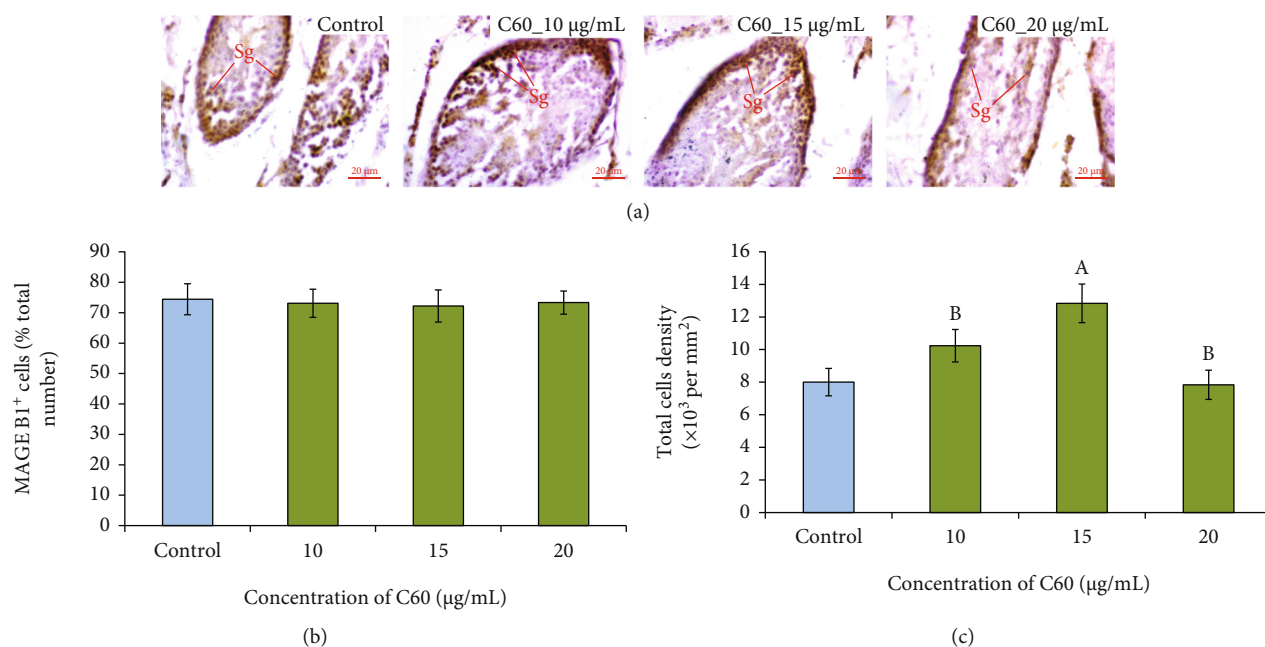 Control
C60_10 µg/mL
C60_15 µg/mL
C60_20 µg/mL
Sg
Sg
Sg
Sg
20 µm
20 µm
20 µm
20 µm
(a)
MAGE B1⁺ cells (% total
number)
90
80
70
60
50
40
30
20
10
0
Control
10
15
20
Concentration of C60 (µg/mL)
(b)
Total cells density
(×10³ per mm²)
16
14
12
10
8
6
4
2
0
B
A
B
Control
10
15
20
Concentration of C60 (µg/mL)
(c)